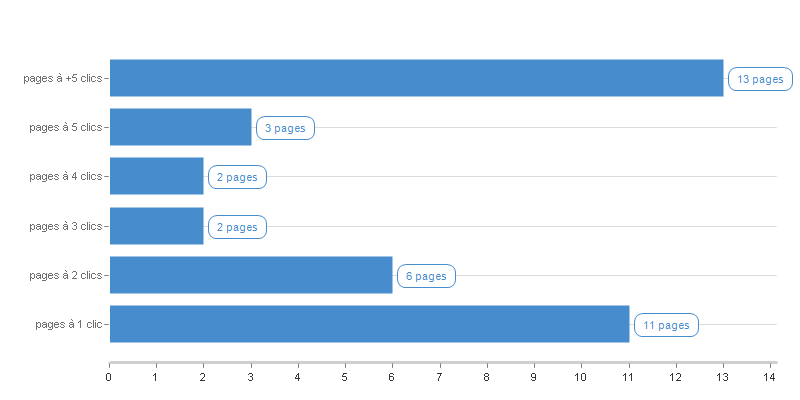 pages à +5 clics
13 pages
pages à 5 clics
3 pages
pages à 4 clics
2 pages
pages à 3 clics
2 pages
pages à 2 clics
6 pages
pages à 1 clic
11 pages
0 1 2 3 4 5 6 7 8 9 10 11 12 13 14